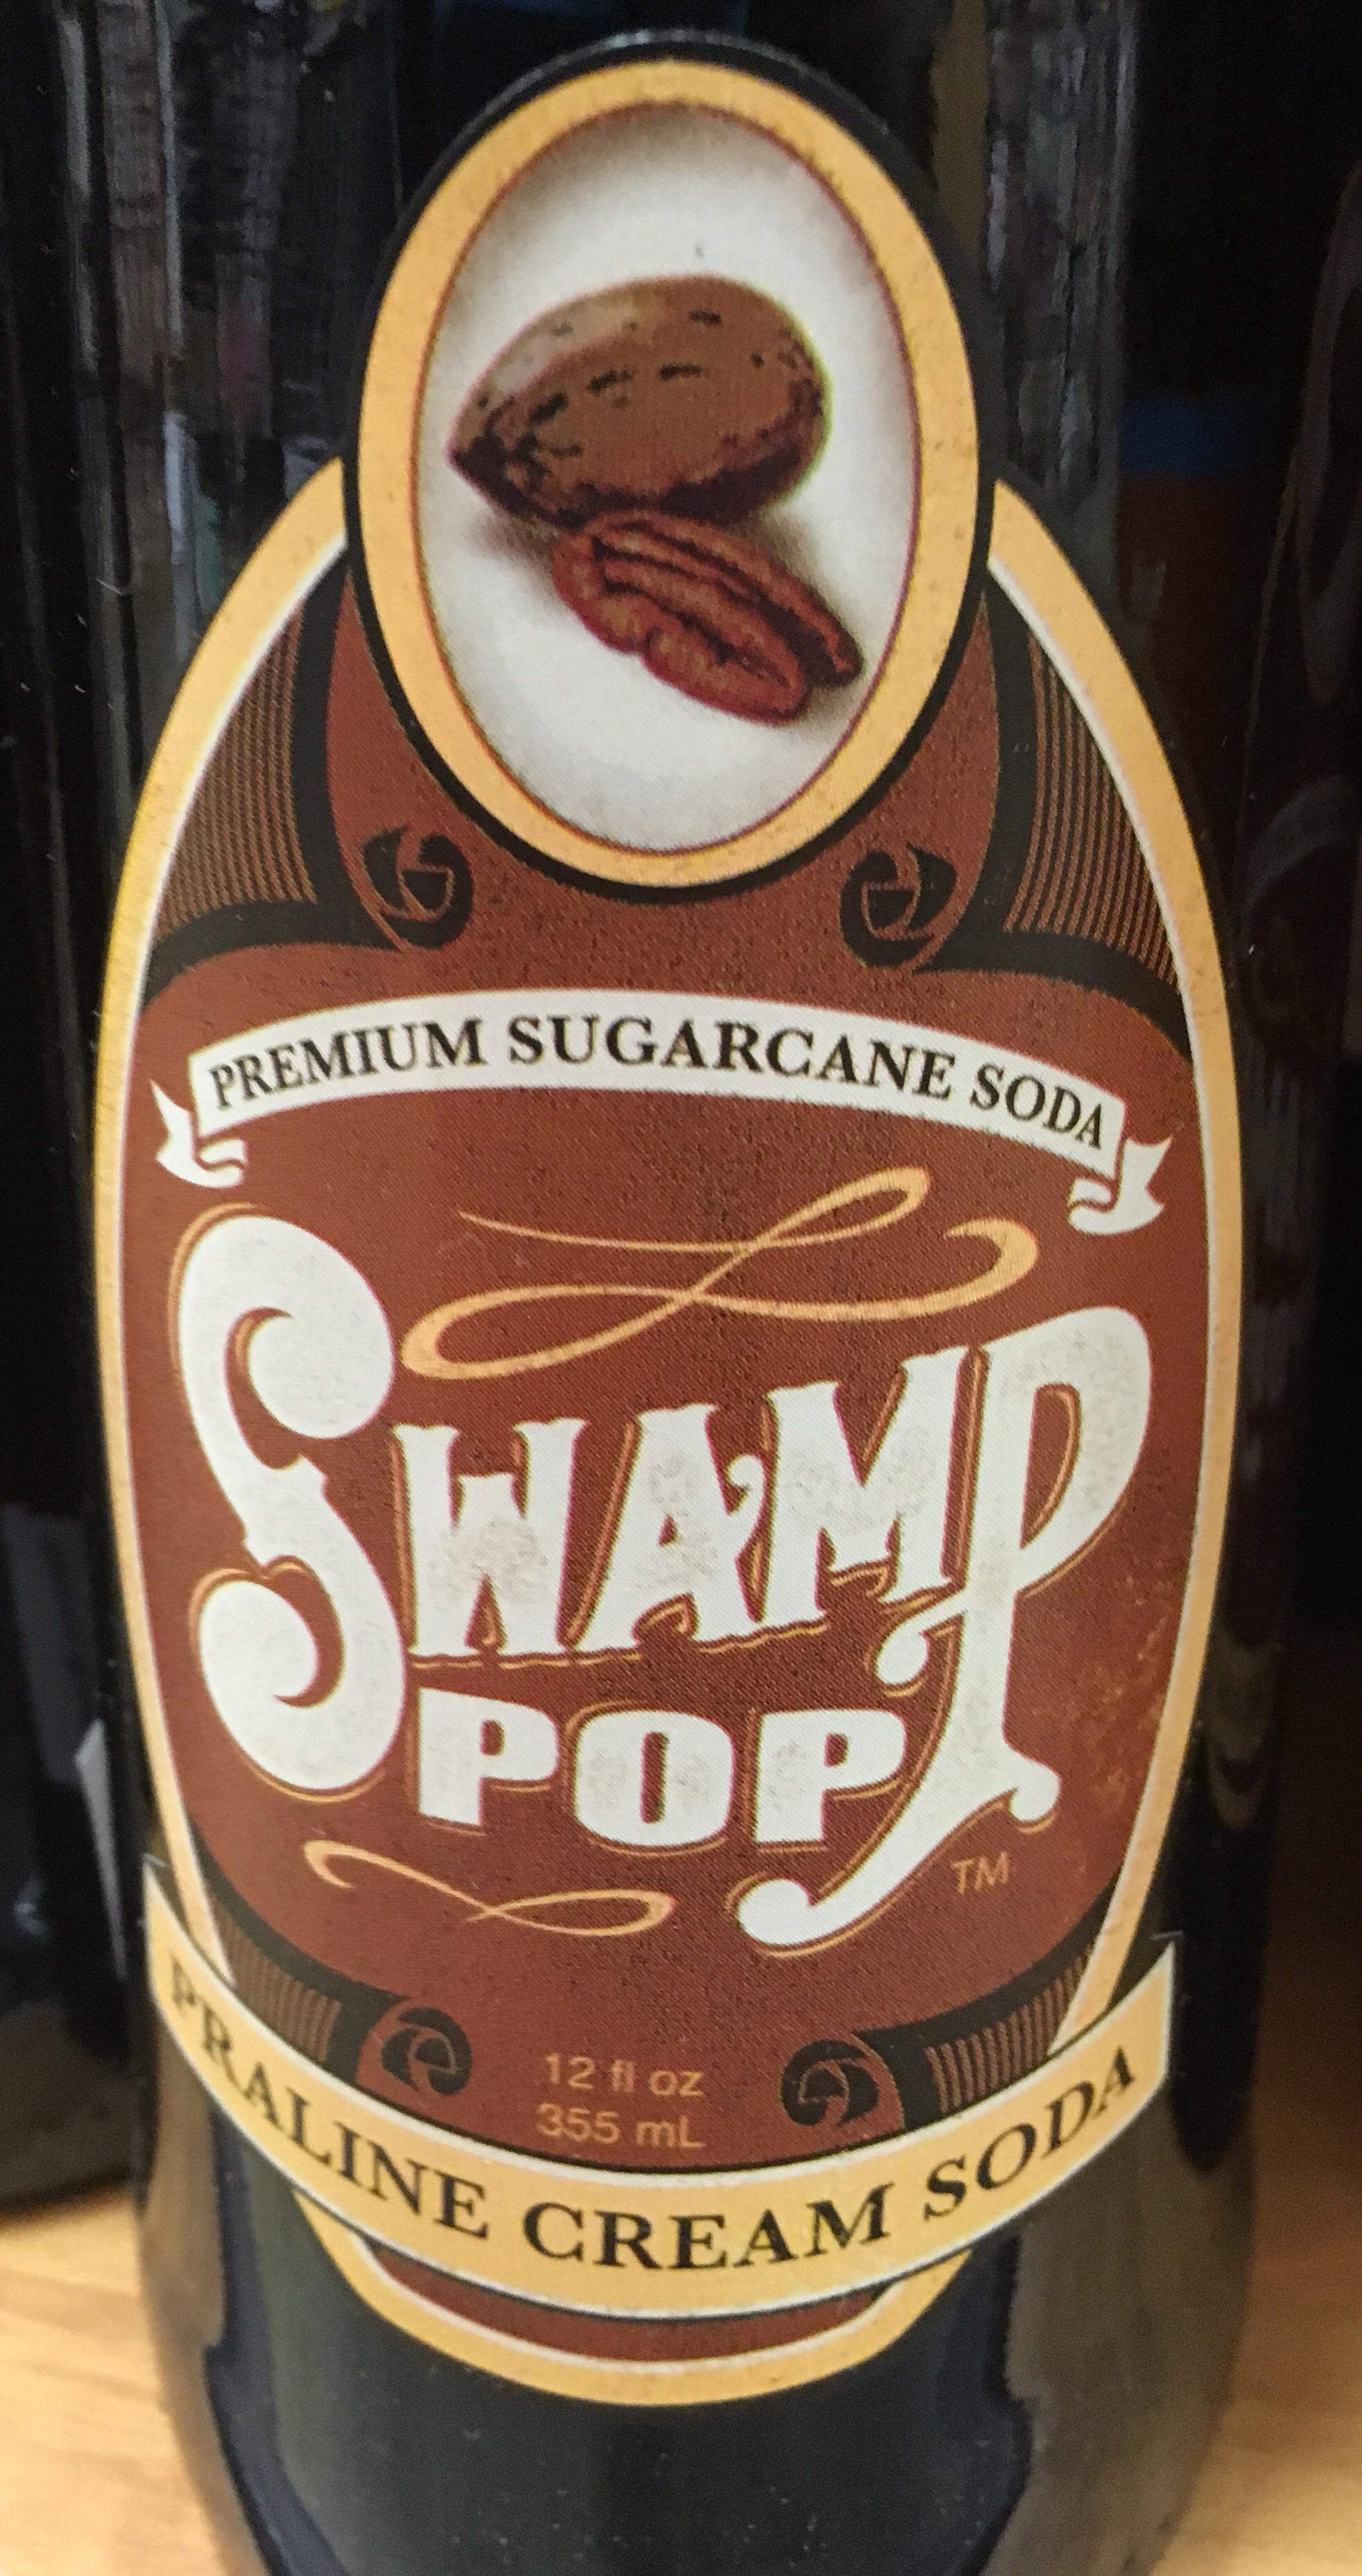 PREMIUM SUGARCANE SODA
SWAMP
POP
TM
12 fl oz
355 mL
PRALINE CREAM SODA